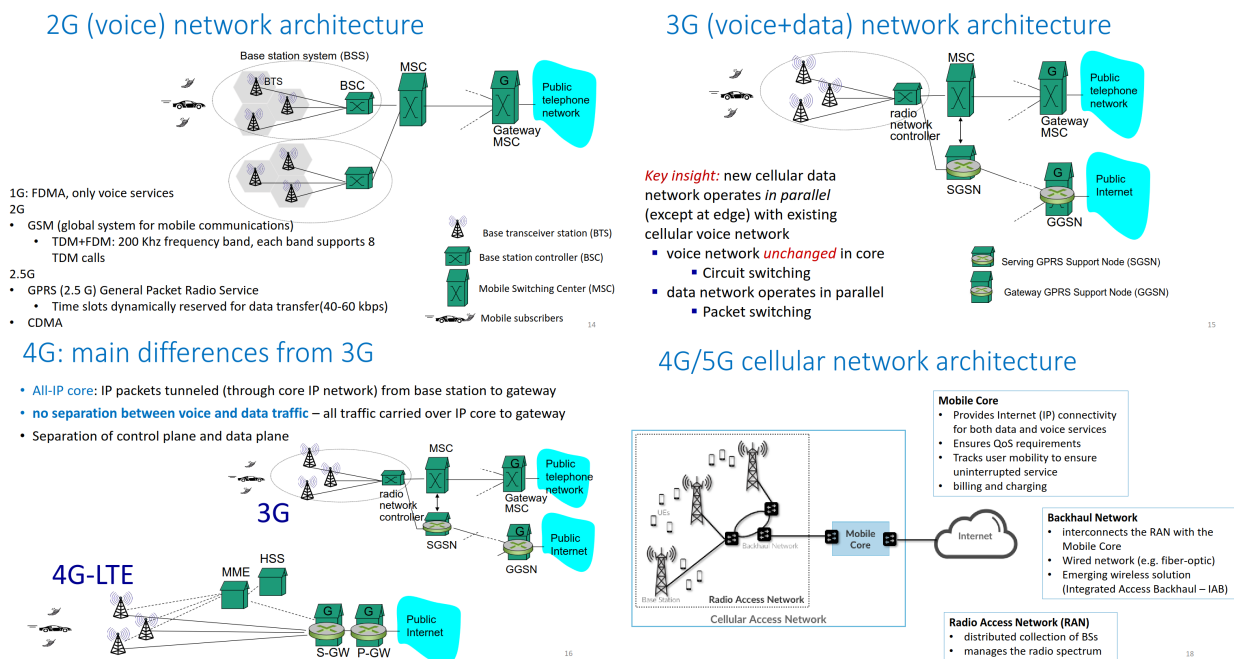 2G (voice) network architecture
Base station system (BSS)
BTS
BSC
MSC
G
Gateway
MSC
Public
telephone
network
1G: FDMA, only voice services
2G
• GSM (global system for mobile communications)
• TDM+FDM: 200 Khz frequency band, each band supports 8
TDM calls
2.5G
• GPRS (2.5 G) General Packet Radio Service
• Time slots dynamically reserved for data transfer(40-60 kbps)
• CDMA
Base transceiver station (BTS)
Base station controller (BSC)
Mobile Switching Center (MSC)
Mobile subscribers
14
3G (voice+data) network architecture
MSC
radio
network
controller
G
Gateway
MSC
Public
telephone
network
SGSN
G
GGSN
Public
Internet
Key insight: new cellular data
network operates in parallel
(except at edge) with existing
cellular voice network
▪ voice network unchanged in core
▪ Circuit switching
▪ data network operates in parallel
▪ Packet switching
Serving GPRS Support Node (SGSN)
Gateway GPRS Support Node (GGSN)
15
4G: main differences from 3G
• All-IP core: IP packets tunneled (through core IP network) from base station to gateway
• no separation between voice and data traffic – all traffic carried over IP core to gateway
• Separation of control plane and data plane
MSC
radio
network
controller
3G
G
Gateway
MSC
Public
telephone
network
SGSN
G
GGSN
Public
Internet
4G-LTE
MME
HSS
G
G
S-GW
P-GW
Public
Internet
16
4G/5G cellular network architecture
Mobile Core
• Provides Internet (IP) connectivity
for both data and voice services
• Ensures QoS requirements
• Tracks user mobility to ensure
uninterrupted service
• billing and charging
UEs
Base Station
Backhaul Network
Radio Access Network
Cellular Access Network
Mobile
Core
Internet
Backhaul Network
• interconnects the RAN with the
Mobile Core
• Wired network (e.g. fiber-optic)
• Emerging wireless solution
(Integrated Access Backhaul – IAB)
Radio Access Network (RAN)
• distributed collection of BSs
• manages the radio spectrum
18